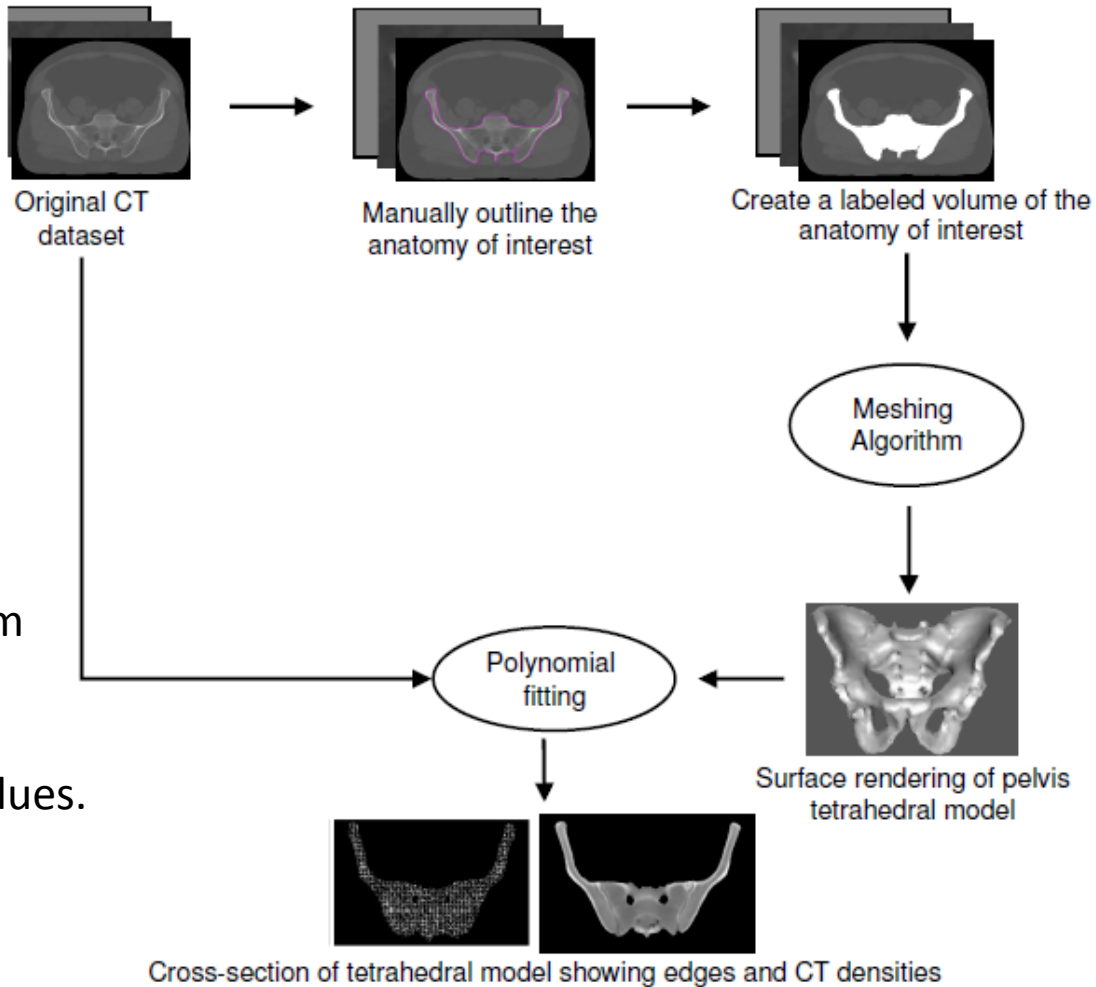 Original CT
dataset
Manually outline the
anatomy of interest
Create a labeled volume of the
anatomy of interest
Meshing
Algorithm
Polynomial
fitting
Surface rendering of pelvis
tetrahedral model
Cross-section of tetrahedral model showing edges and CT densities